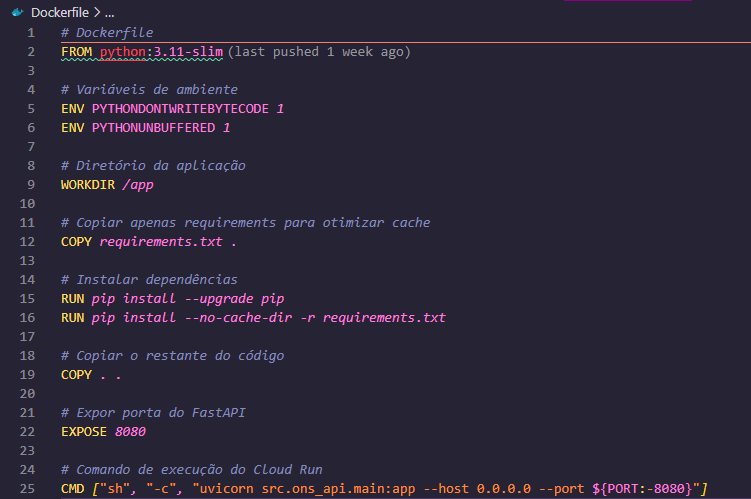 Dockerfile > ...
1 # Dockerfile
2 FROM python:3.11-slim (last pushed 1 week ago)
3
4 # Variáveis de ambiente
5 ENV PYTHONDONTWRITEBYTECODE 1
6 ENV PYTHONUNBUFFERED 1
7
8 # Diretório da aplicação
9 WORKDIR /app
10
11 # Copiar apenas requirements para otimizar cache
12 COPY requirements.txt .
13
14 # Instalar dependências
15 RUN pip install --upgrade pip
16 RUN pip install --no-cache-dir -r requirements.txt
17
18 # Copiar o restante do código
19 COPY . .
20
21 # Expor porta do FastAPI
22 EXPOSE 8080
23
24 # Comando de execução do Cloud Run
25 CMD ["sh", "-c", "uvicorn src.ons_api.main:app --host 0.0.0.0 --port ${PORT:-8080}"]